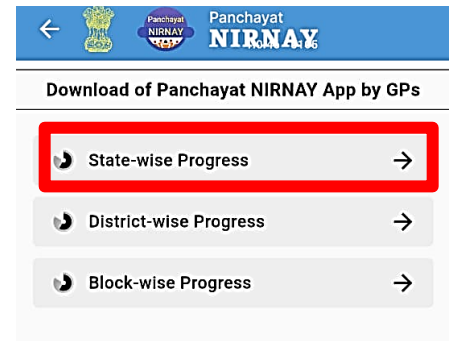 Panchayat
NIRNAY
Panchayat
NIRNAY
Download of Panchayat NIRNAY App by GPs
State-wise Progress
District-wise Progress
Block-wise Progress